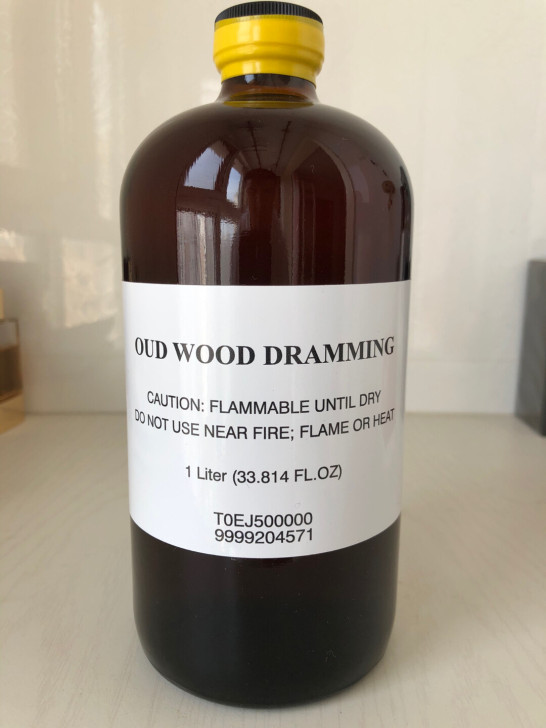 OUD WOOD DRAMMING
CAUTION: FLAMMABLE UNTIL DRY
DO NOT USE NEAR FIRE; FLAME OR HEAT
1 Liter (33.814 FL.OZ)
T0EJ500000
9999204571